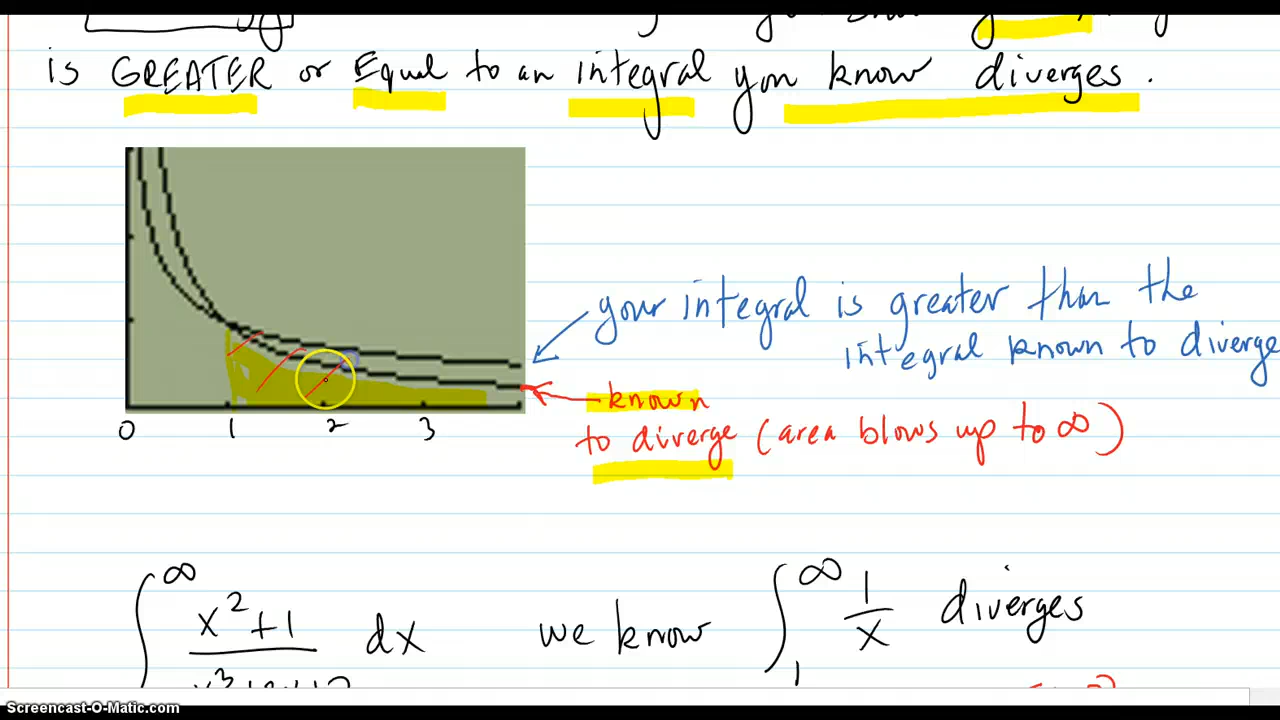 is GREATER or Equal to an integral you know diverges.
your integral is greater than the
integral known to diverge
known
to diverge (area blows up to ∞)
0 1 2 3
∫ ∞ x² + 1 dx we know ∫ 1 ∞ 1/x diverges
Screencast-O-Matic.com